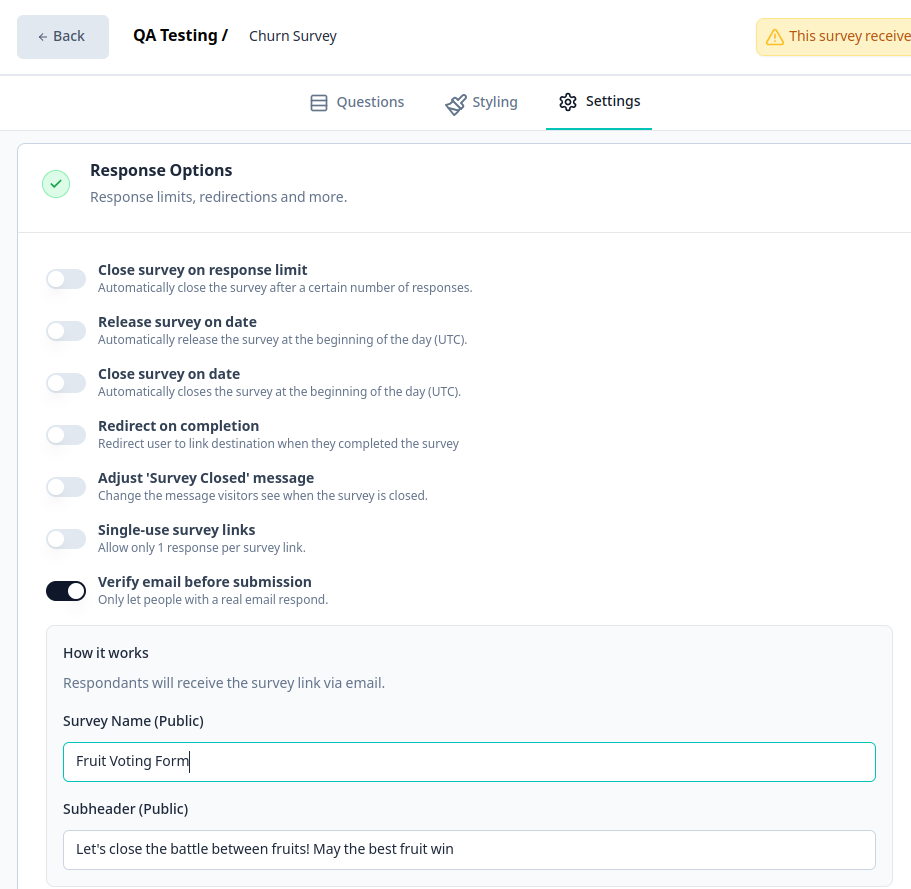 ← Back
QA Testing /
Churn Survey
This survey receive
Questions
Styling
Settings
Response Options
Response limits, redirections and more.
Close survey on response limit
Automatically close the survey after a certain number of responses.
Release survey on date
Automatically release the survey at the beginning of the day (UTC).
Close survey on date
Automatically closes the survey at the beginning of the day (UTC).
Redirect on completion
Redirect user to link destination when they completed the survey
Adjust 'Survey Closed' message
Change the message visitors see when the survey is closed.
Single-use survey links
Allow only 1 response per survey link.
Verify email before submission
Only let people with a real email respond.
How it works
Respondants will receive the survey link via email.
Survey Name (Public)
Fruit Voting Form
Subheader (Public)
Let's close the battle between fruits! May the best fruit win